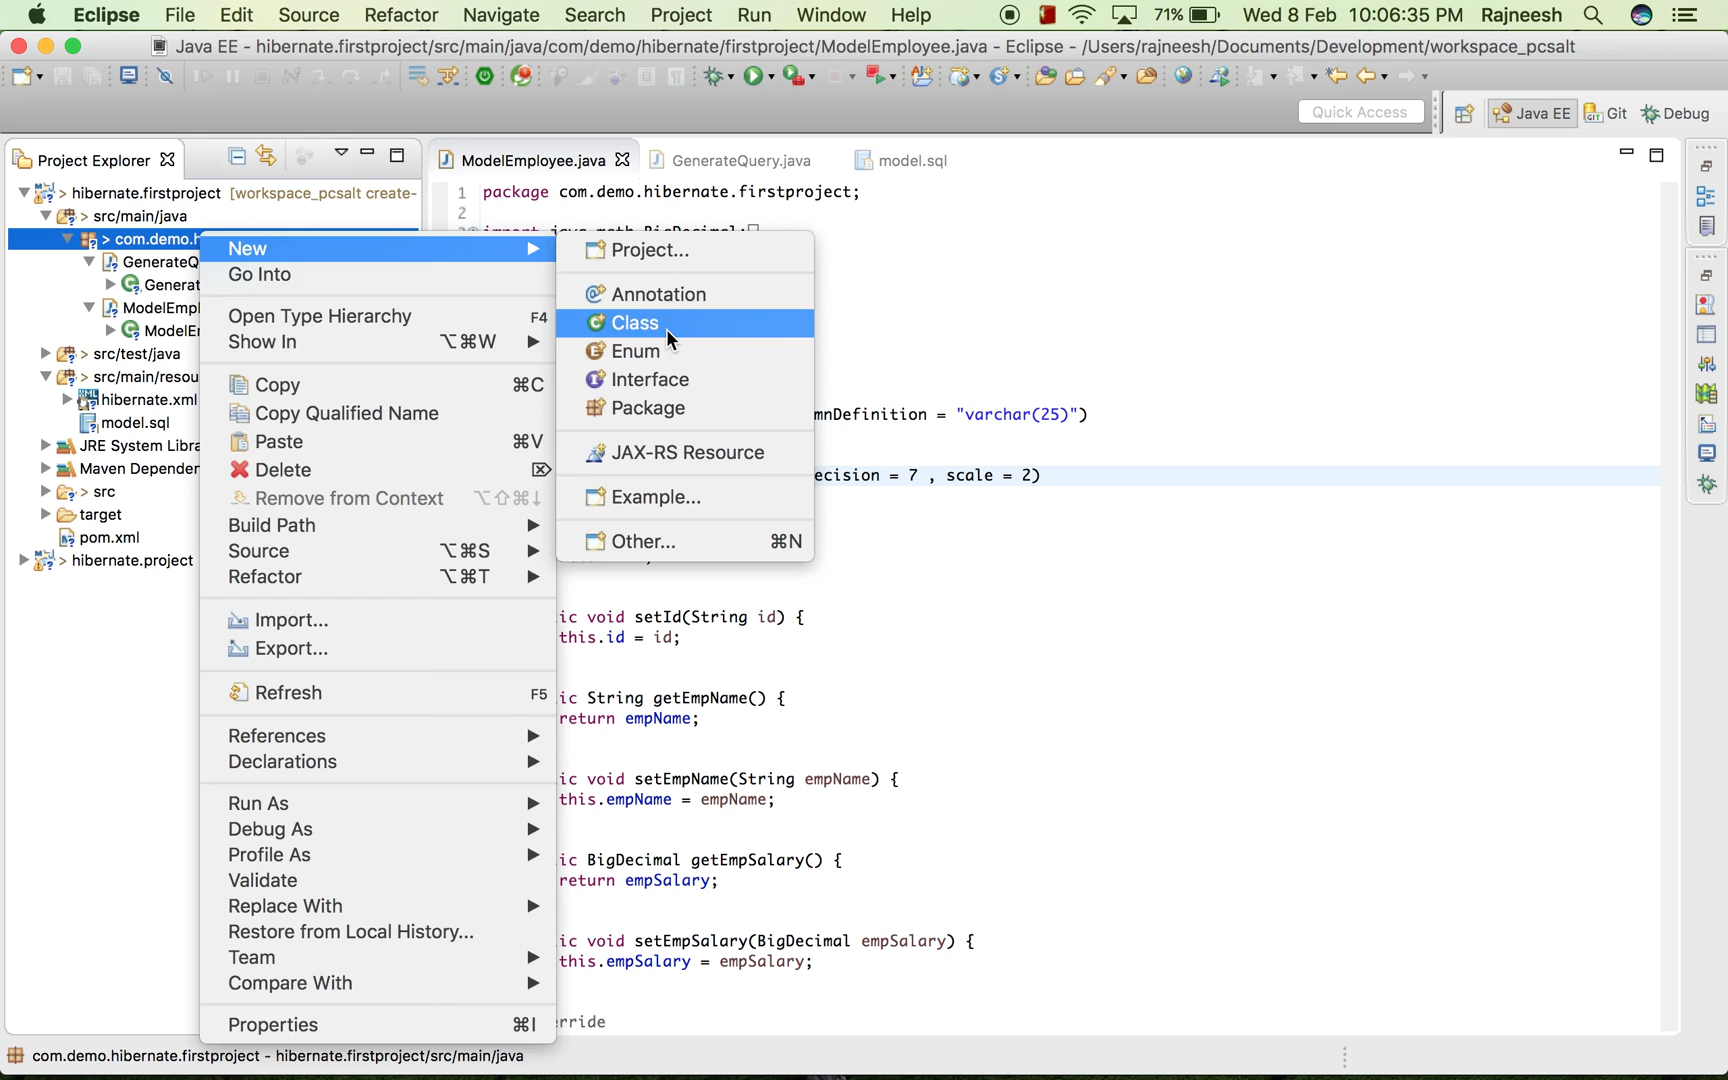 Eclipse File Edit Source Refactor Navigate Search Project Run Window Help 71% Wed 8 Feb 10:06:35 PM Rajneesh
Java EE - hibernate.firstproject/src/main/java/com/demo/hibernate/firstproject/ModelEmployee.java - Eclipse - /Users/rajneesh/Documents/Development/workspace_pcsalt
Quick Access Java EE Git Debug
Project Explorer
> hibernate.firstproject [workspace_pcsalt create-
> src/main/java
> com.demo.h
GenerateQ
Generat
ModelEmpl
ModelEr
> src/test/java
> src/main/resou
hibernate.xml
model.sql
JRE System Libra
Maven Dependen
> src
target
pom.xml
> hibernate.project
New
Go Into
Open Type Hierarchy F4
Show In ⌥⌘W
Copy ⌘C
Copy Qualified Name
Paste ⌘V
Delete ⌦
Remove from Context ⌥⇧⌘↓
Build Path
Source ⌥⌘S
Refactor ⌥⌘T
Import...
Export...
Refresh F5
References
Declarations
Run As
Debug As
Profile As
Validate
Replace With
Restore from Local History...
Team
Compare With
Properties ⌘I
Project...
Annotation
Class
Enum
Interface
Package
JAX-RS Resource
Example...
Other... ⌘N
ModelEmployee.java GenerateQuery.java model.sql
1 package com.demo.hibernate.firstproject;
2
mnDefinition = "varchar(25)")
ecision = 7 , scale = 2)
ic void setId(String id) {
this.id = id;
ic String getEmpName() {
return empName;
ic void setEmpName(String empName) {
this.empName = empName;
ic BigDecimal getEmpSalary() {
return empSalary;
ic void setEmpSalary(BigDecimal empSalary) {
this.empSalary = empSalary;
rride
com.demo.hibernate.firstproject - hibernate.firstproject/src/main/java